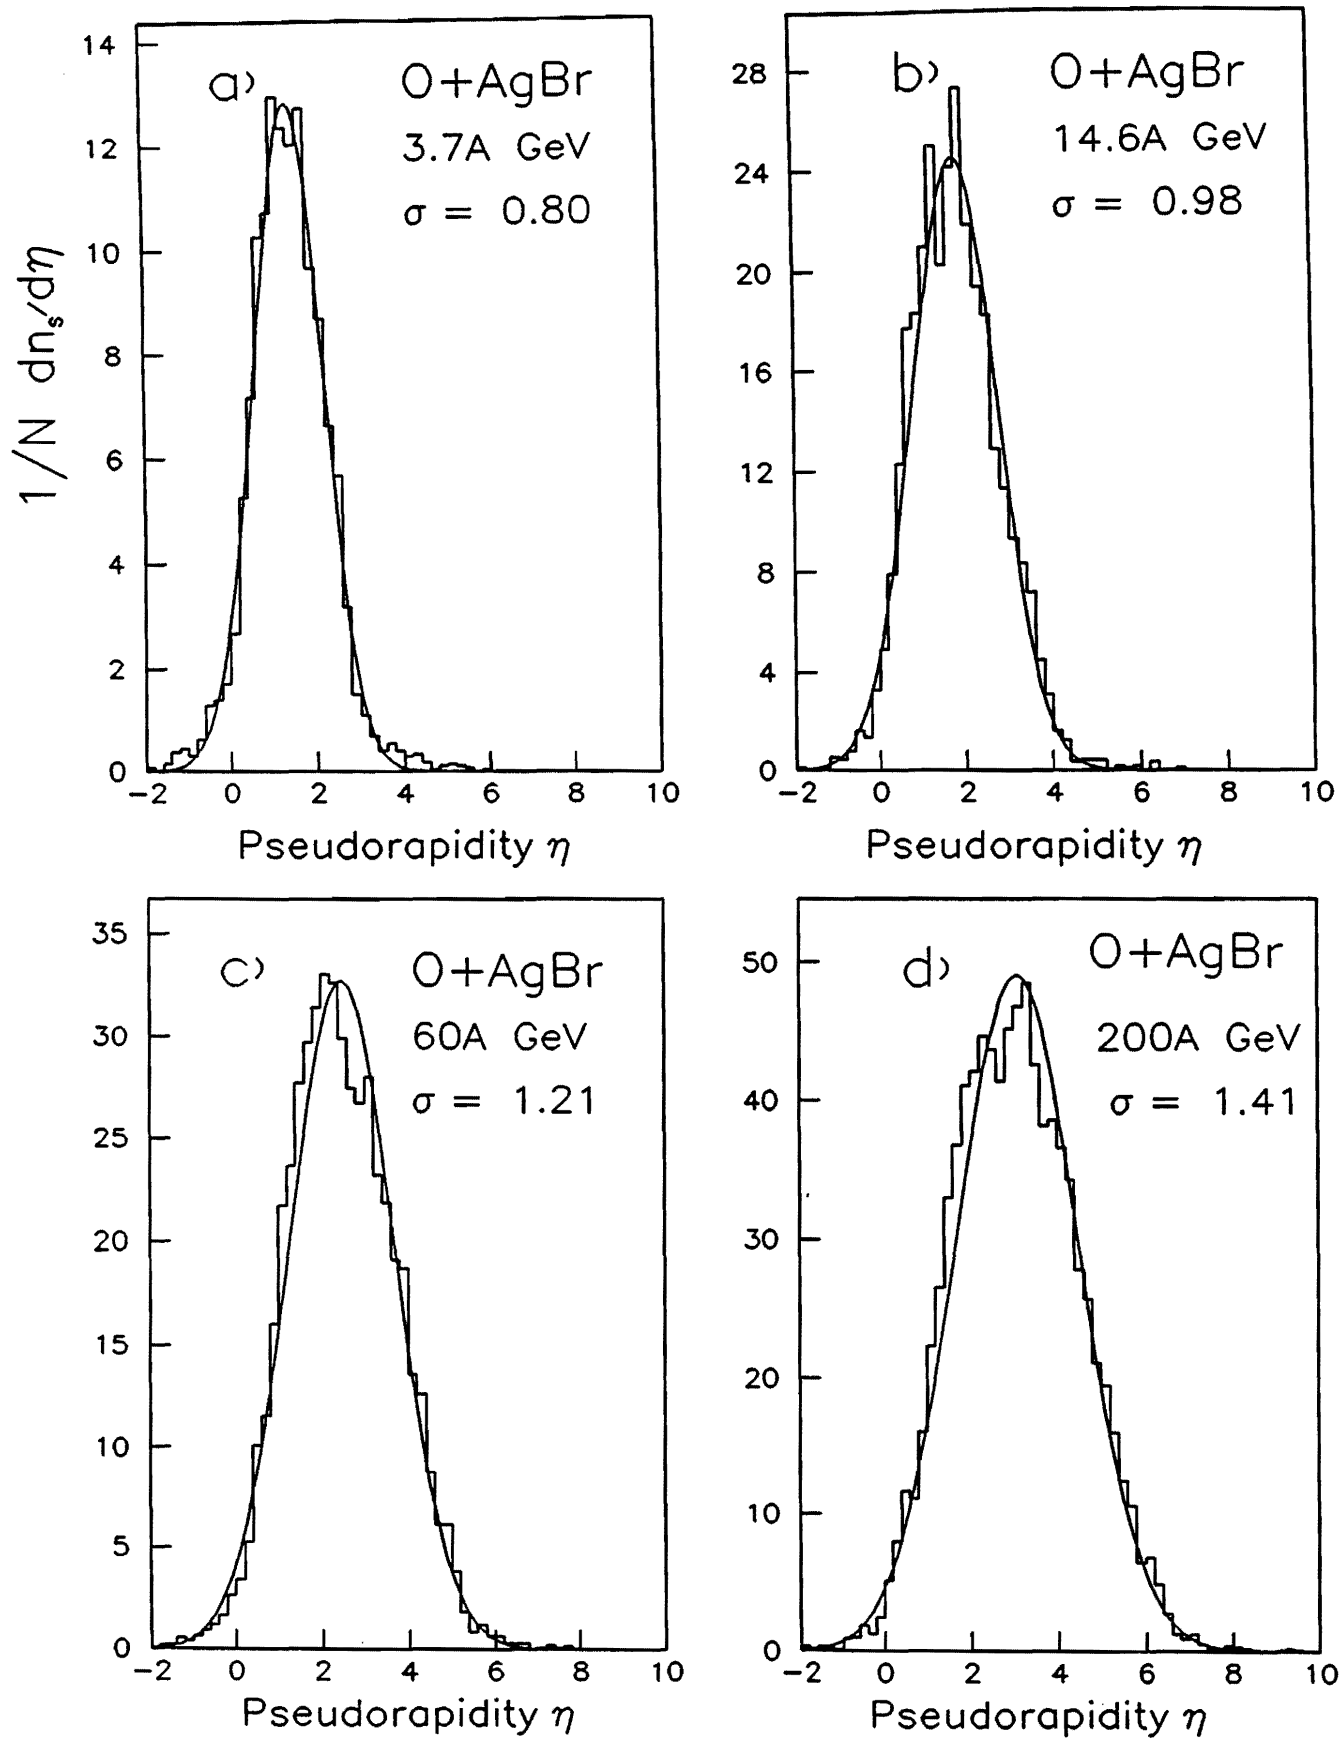 a)
O+AgBr
3.7A GeV
σ = 0.80
1/N dnₛ/dη
14
12
10
8
6
4
2
0
-2 0 2 4 6 8 10
Pseudorapidity η
b)
O+AgBr
14.6A GeV
σ = 0.98
28
24
20
16
12
8
4
0
-2 0 2 4 6 8 10
Pseudorapidity η
c)
O+AgBr
60A GeV
σ = 1.21
35
30
25
20
15
10
5
0
-2 0 2 4 6 8 10
Pseudorapidity η
d)
O+AgBr
200A GeV
σ = 1.41
50
40
30
20
10
0
-2 0 2 4 6 8 10
Pseudorapidity η